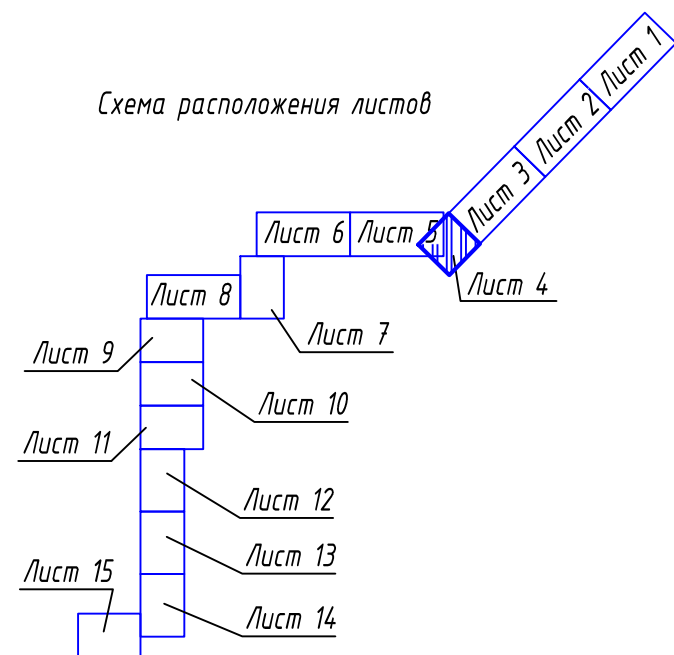 Схема расположения листов
Лист 1
Лист 2
Лист 3
Лист 4
Лист 5
Лист 6
Лист 7
Лист 8
Лист 9
Лист 10
Лист 11
Лист 12
Лист 13
Лист 14
Лист 15